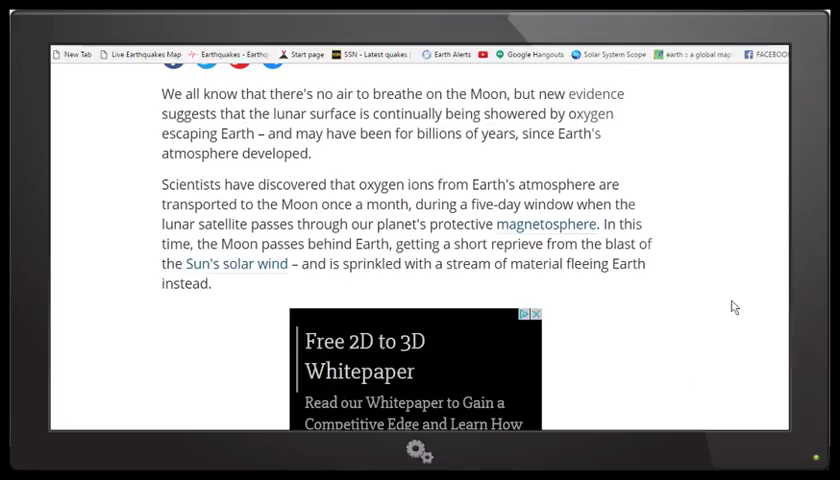 New Tab Live Earthquakes Map Earthquakes - Earthq Start page SSN - Latest quakes | Earth Alerts Google Hangouts Solar System Scope earth :: a global map FACEBOO
We all know that there's no air to breathe on the Moon, but new evidence
suggests that the lunar surface is continually being showered by oxygen
escaping Earth – and may have been for billions of years, since Earth's
atmosphere developed.
Scientists have discovered that oxygen ions from Earth's atmosphere are
transported to the Moon once a month, during a five-day window when the
lunar satellite passes through our planet's protective magnetosphere. In this
time, the Moon passes behind Earth, getting a short reprieve from the blast of
the Sun's solar wind – and is sprinkled with a stream of material fleeing Earth
instead.
Free 2D to 3D
Whitepaper
Read our Whitepaper to Gain a
Competitive Edge and Learn How